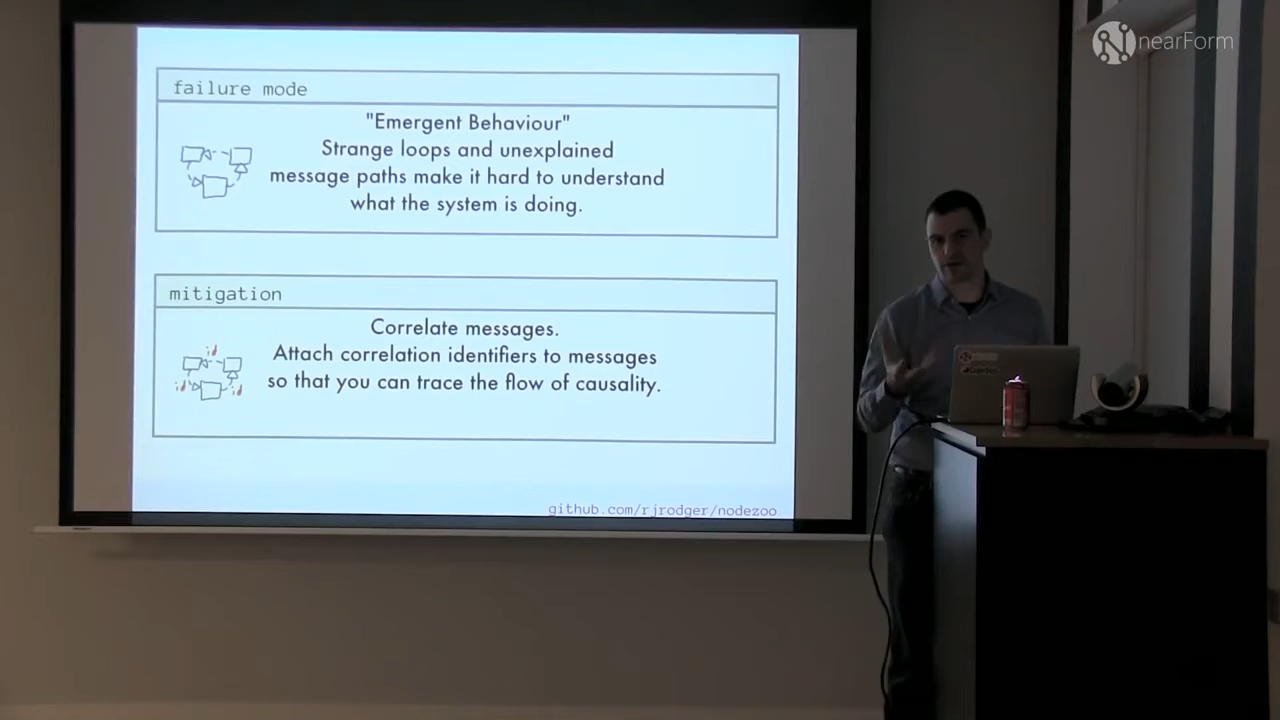 nearForm
failure mode
"Emergent Behaviour"
Strange loops and unexplained
message paths make it hard to understand
what the system is doing.
mitigation
Correlate messages.
Attach correlation identifiers to messages
so that you can trace the flow of causality.
github.com/rjrodger/nodezoo